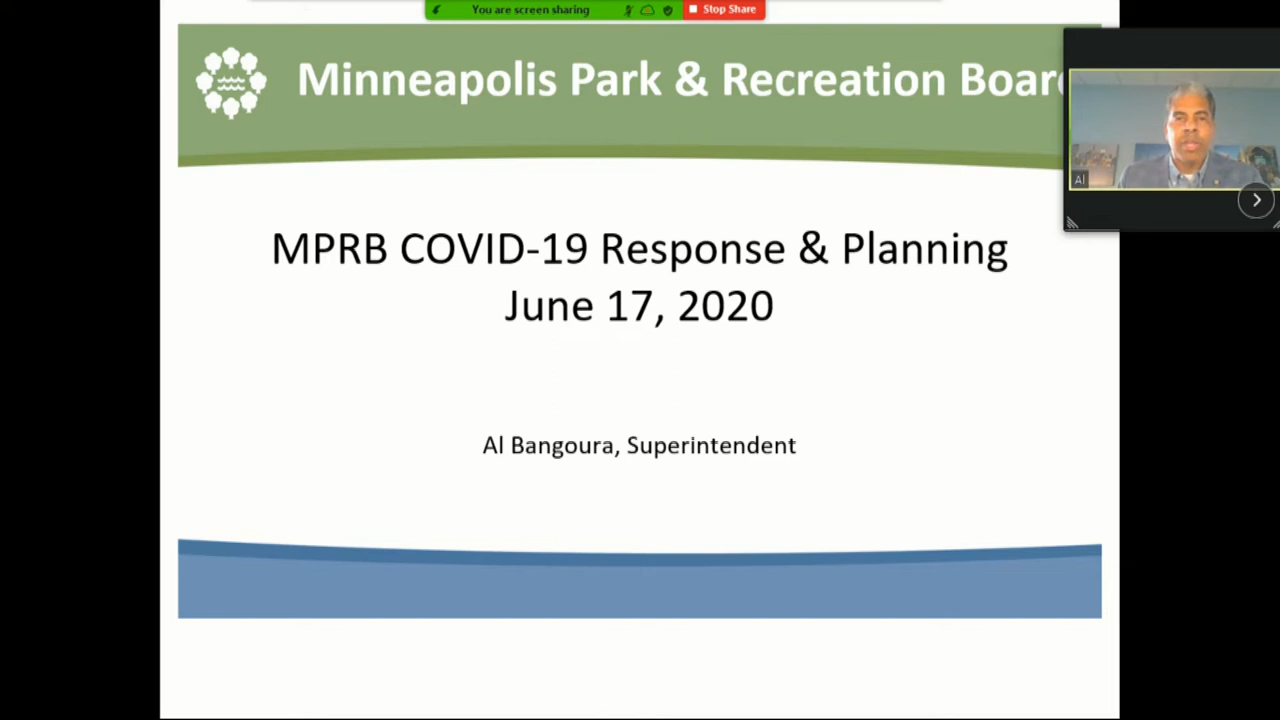 You are screen sharing
Stop Share
Minneapolis Park & Recreation Board
Al
MPRB COVID-19 Response & Planning
June 17, 2020
Al Bangoura, Superintendent